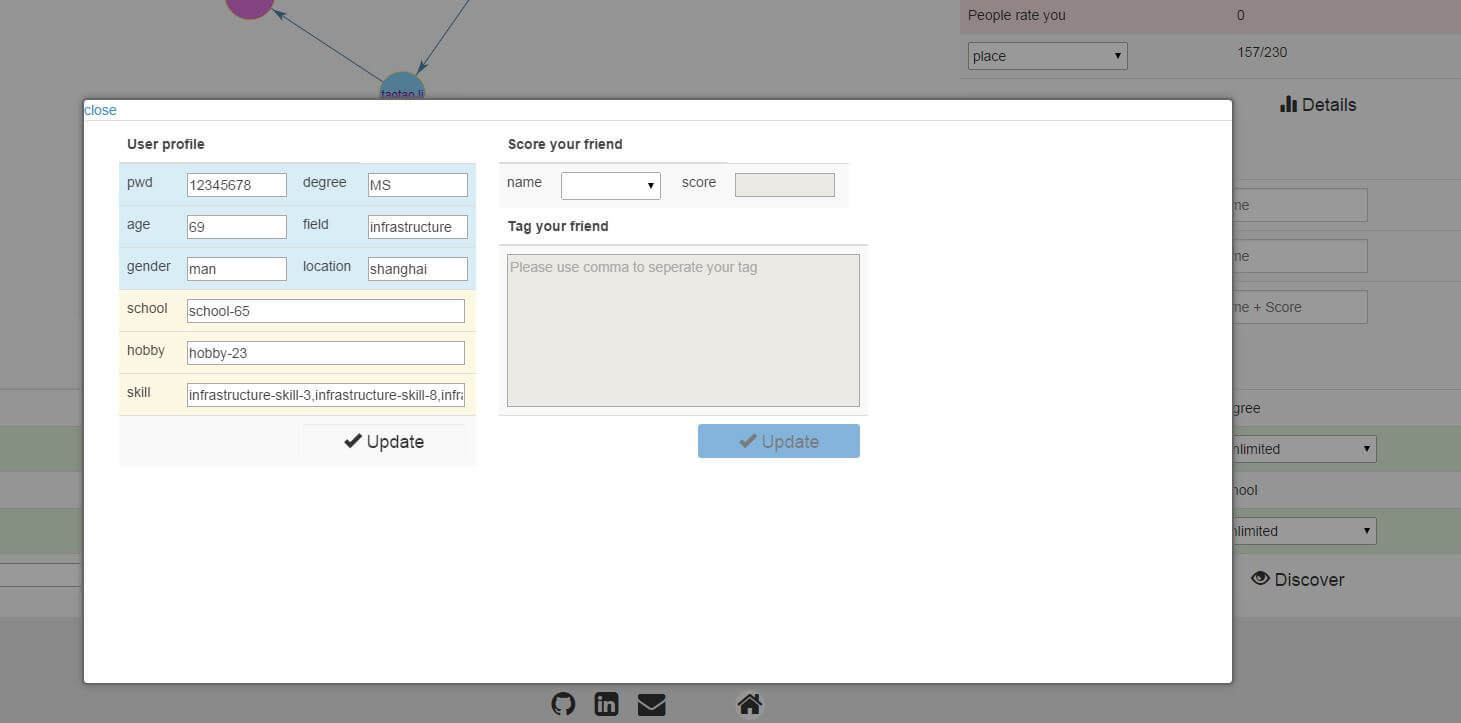 People rate you 0
place 157/230
taotao.li
Details
close
User profile
pwd 12345678 degree MS
age 69 field infrastructure
gender man location shanghai
school school-65
hobby hobby-23
skill infrastructure-skill-3,infrastructure-skill-8,infra
Update
Score your friend
name score
Tag your friend
Please use comma to seperate your tag
Update
me
me
me + Score
gree
nlimited
hool
nlimited
Discover